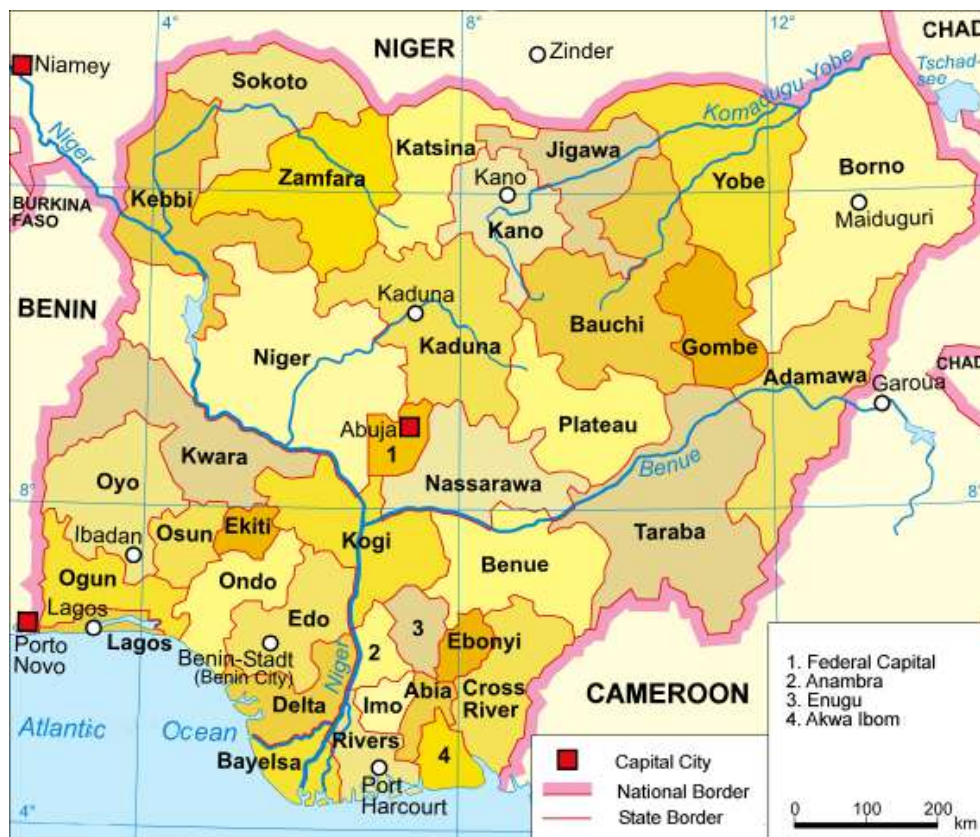 4°
8°
12°
CHAD
NIGER
Zinder
Niamey
Tschad-
see
Sokoto
Komadugu Yobe
Niger
Katsina
Jigawa
Borno
Zamfara
Kano
Yobe
Kebbi
BURKINA
FASO
Maiduguri
Kano
Kaduna
BENIN
Bauchi
Niger
Kaduna
Gombe
CHAD
Adamawa
Garoua
Plateau
Abuja
1
Kwara
Benue
Nassarawa
Oyo
8°
8°
Ibadan
Osun
Ekiti
Kogi
Taraba
Benue
Ogun
Ondo
Lagos
Edo
3
Ebonyi
Porto
Novo
Lagos
Benin-Stadt
(Benin City)
2
Niger
Abia
Cross
River
CAMEROON
Delta
Imo
Atlantic Ocean
Rivers
Bayelsa
4
Port
Harcourt
4°
1. Federal Capital
2. Anambra
3. Enugu
4. Akwa Ibom
Capital City
National Border
State Border
0 100 200
km